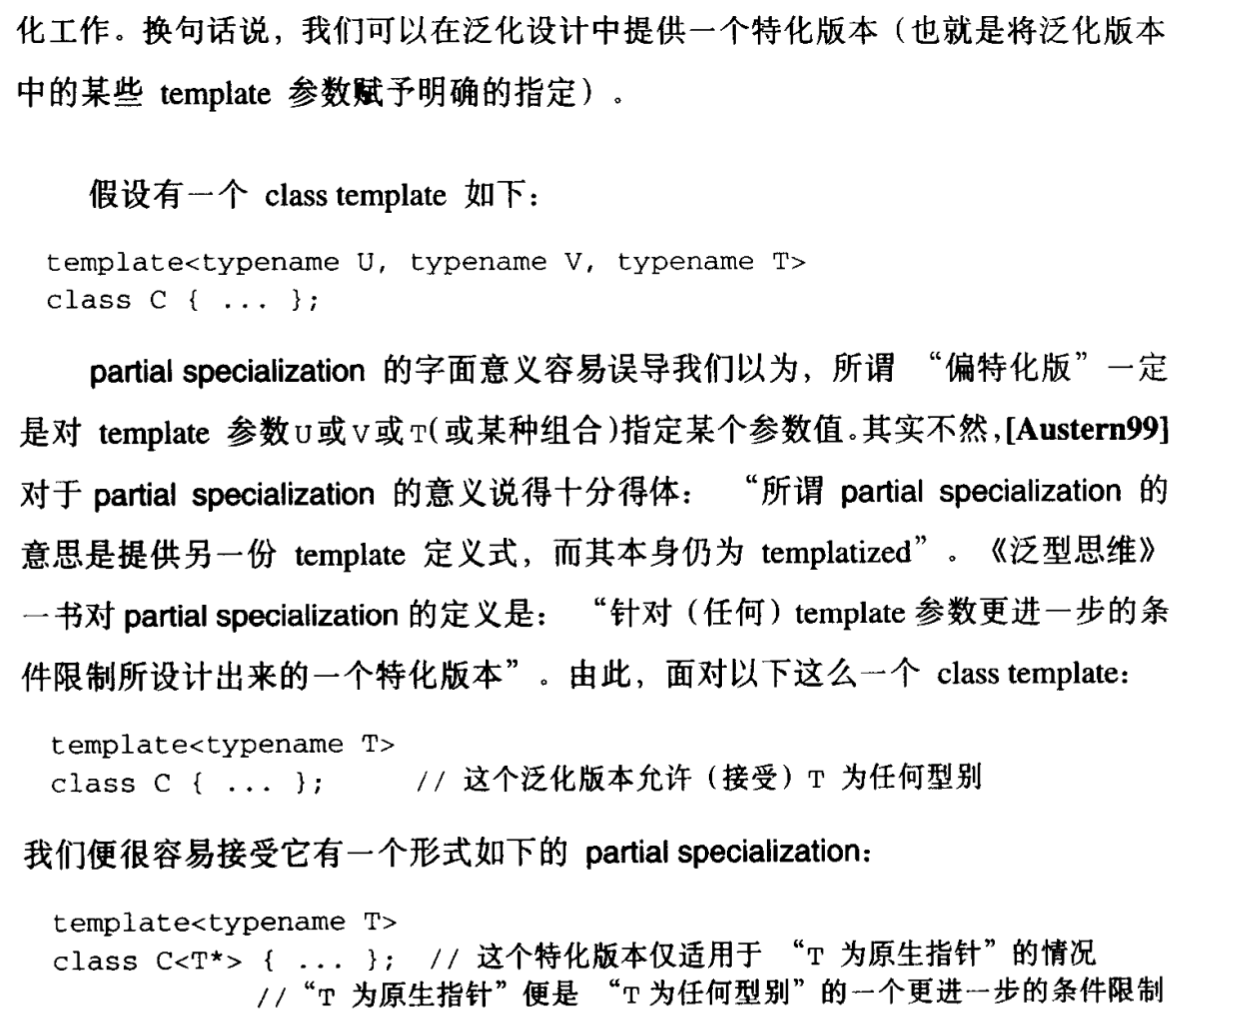 化工作。换句话说，我们可以在泛化设计中提供一个特化版本（也就是将泛化版本
中的某些 template 参数赋予明确的指定）。
假设有一个 class template 如下：
template<typename U, typename V, typename T>
class C { ... };
partial specialization 的字面意义容易误导我们以为，所谓 “偏特化版”一定
是对 template 参数U或V或T(或某种组合)指定某个参数值。其实不然，[Austern99]
对于 partial specialization 的意义说得十分得体： “所谓 partial specialization 的
意思是提供另一份 template 定义式，而其本身仍为 templatized”。《泛型思维》
一书对 partial specialization 的定义是： “针对（任何）template 参数更进一步的条
件限制所设计出来的一个特化版本”。由此，面对以下这么一个 class template：
template<typename T>
class C { ... }; // 这个泛化版本允许（接受）T 为任何型别
我们便很容易接受它有一个形式如下的 partial specialization：
template<typename T>
class C<T*> { ... }; // 这个特化版本仅适用于 “T 为原生指针”的情况
// “T 为原生指针”便是 “T 为任何型别”的一个更进一步的条件限制